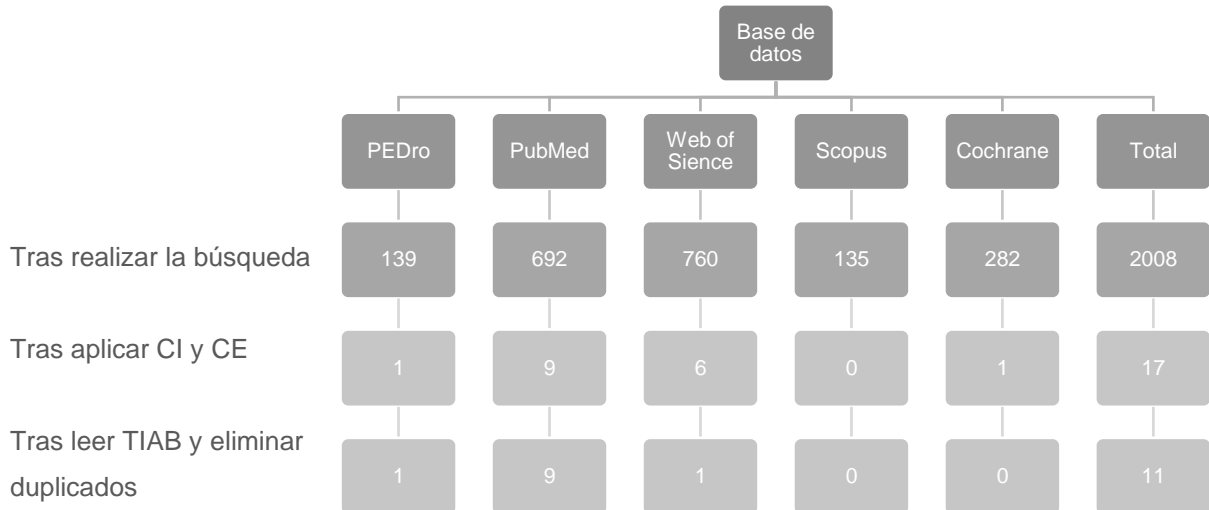 Base de
datos
PEDro
PubMed
Web of
Sience
Scopus
Cochrane
Total
Tras realizar la búsqueda
139
692
760
135
282
2008
Tras aplicar CI y CE
1
9
6
0
1
17
Tras leer TIAB y eliminar
duplicados
1
9
1
0
0
11